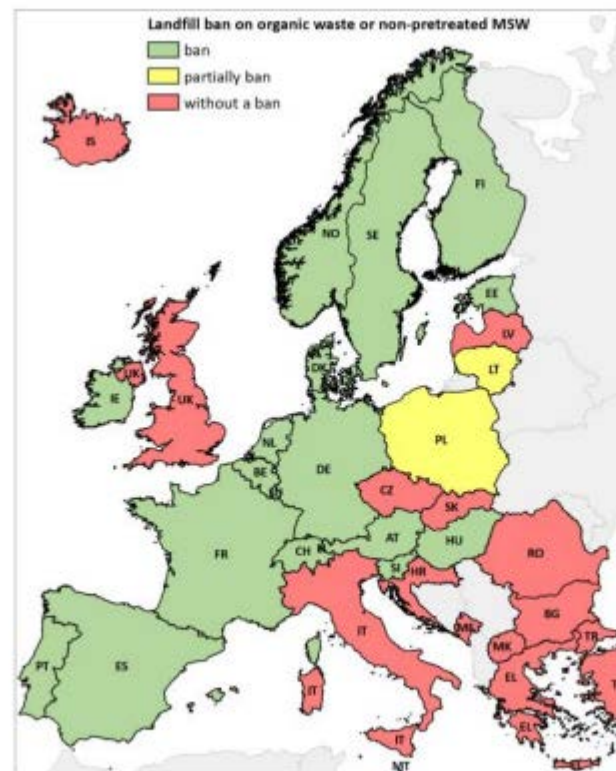 Landfill ban on organic waste or non-pretreated MSW
ban
partially ban
without a ban
IS
FI
NO
SE
EE
LV
DK
LT
UK
IE
UK
NL
PL
BE
DE
CZ
SK
FR
CH
AT
HU
SI
HR
RO
IT
BG
PT
ES
MK
TR
IT
EL
T
IT
EL